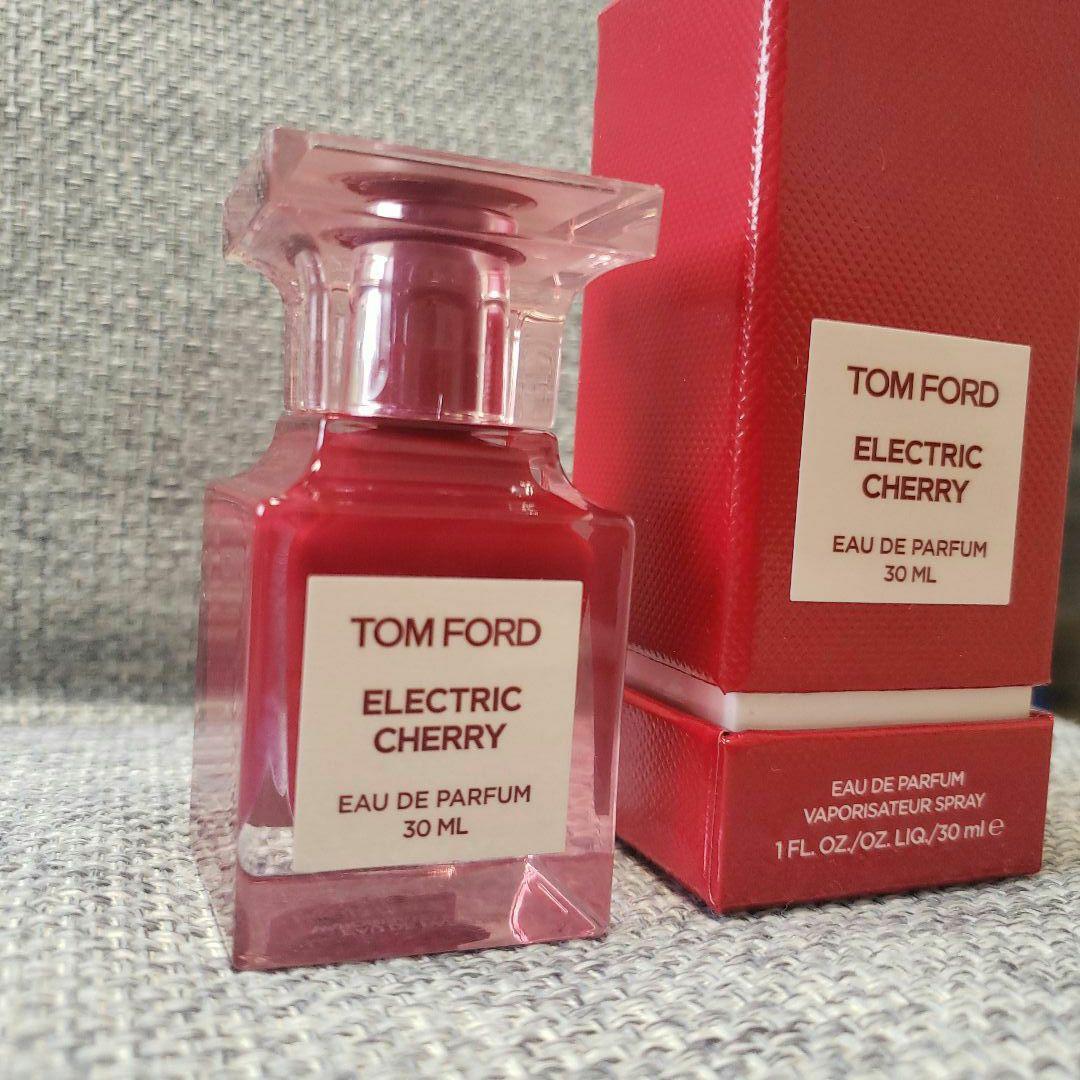 TOM FORD
ELECTRIC
CHERRY
EAU DE PARFUM
30 ML
TOM FORD
ELECTRIC
CHERRY
EAU DE PARFUM
30 ML
EAU DE PARFUM
VAPORISATEUR SPRAY
1 FL. OZ./OZ. LIQ./30 ml ℮